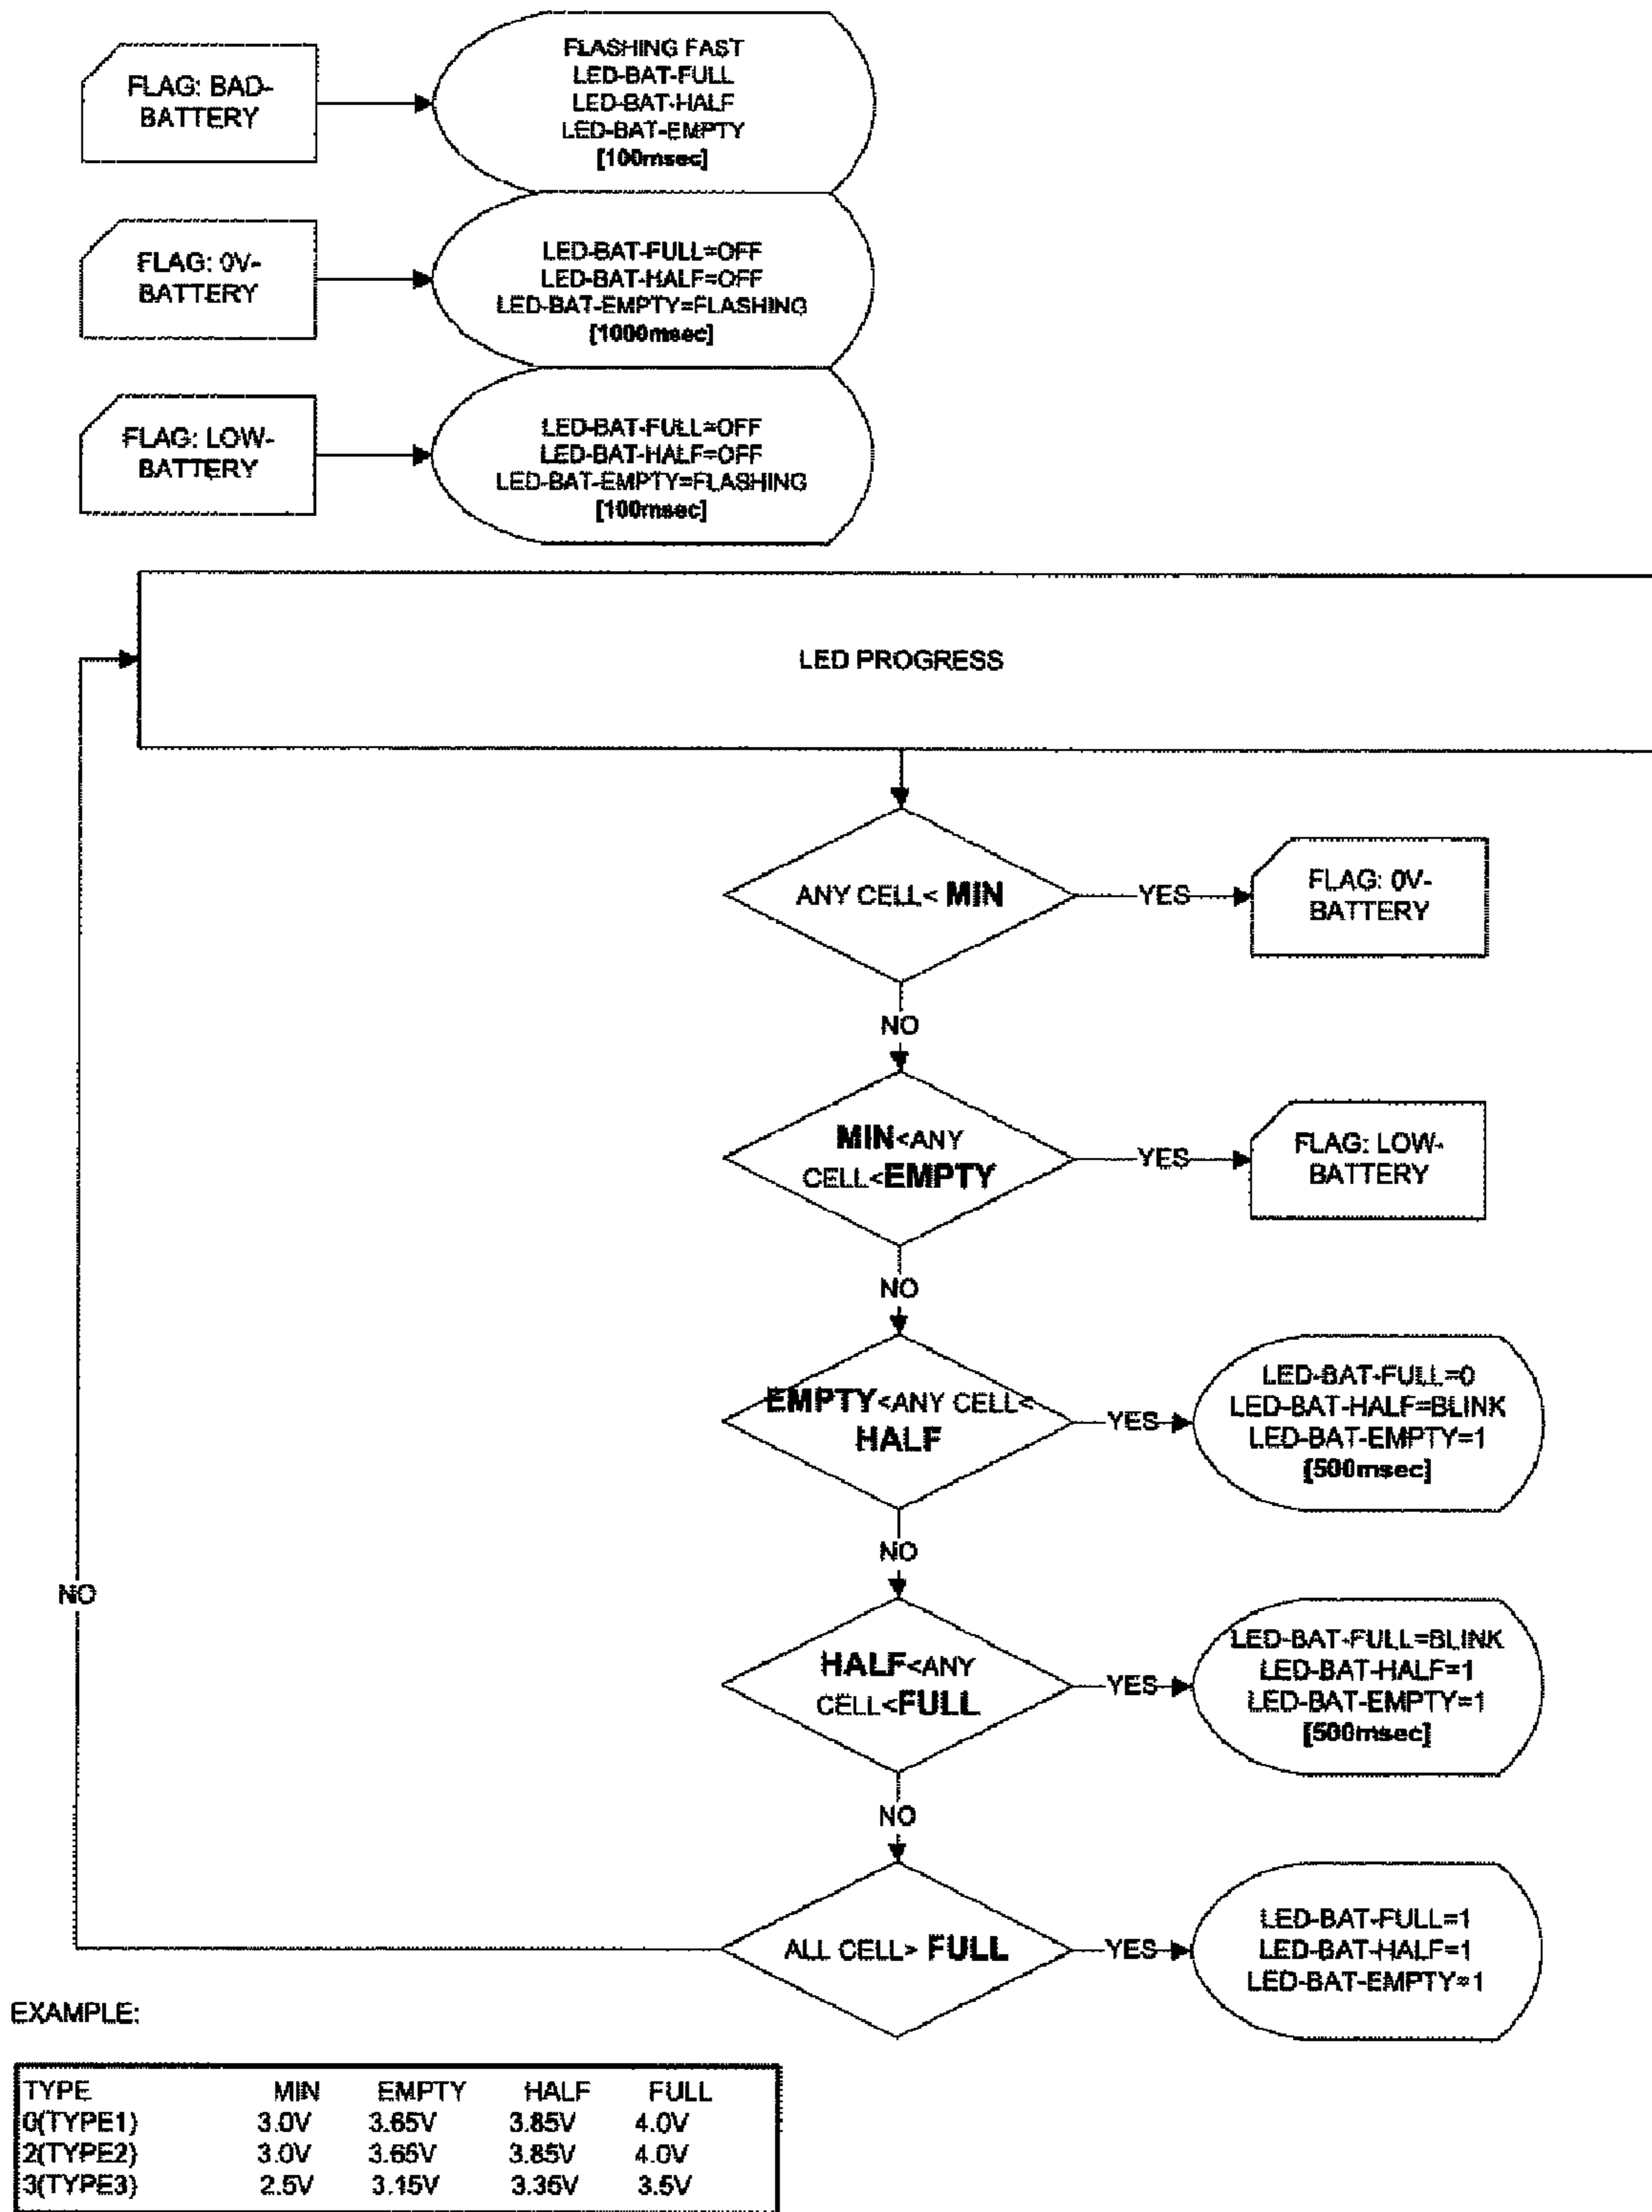 FLAG: BAD-
BATTERY
FLASHING FAST
LED-BAT-FULL
LED-BAT-HALF
LED-BAT-EMPTY
[100msec]
FLAG: 0V-
BATTERY
LED-BAT-FULL=OFF
LED-BAT-HALF=OFF
LED-BAT-EMPTY=FLASHING
[1000msec]
FLAG: LOW-
BATTERY
LED-BAT-FULL=OFF
LED-BAT-HALF=OFF
LED-BAT-EMPTY=FLASHING
[100msec]
LED PROGRESS
ANY CELL< MIN
YES
FLAG: 0V-
BATTERY
NO
MIN<ANY
CELL<EMPTY
YES
FLAG: LOW-
BATTERY
NO
EMPTY<ANY CELL<
HALF
YES
LED-BAT-FULL=0
LED-BAT-HALF=BLINK
LED-BAT-EMPTY=1
[500msec]
NO
NO
HALF<ANY
CELL<FULL
YES
LED-BAT-FULL=BLINK
LED-BAT-HALF=1
LED-BAT-EMPTY=1
[500msec]
NO
ALL CELL> FULL
YES
LED-BAT-FULL=1
LED-BAT-HALF=1
LED-BAT-EMPTY=1
EXAMPLE:
TYPE MIN EMPTY HALF FULL
0(TYPE1) 3.0V 3.65V 3.85V 4.0V
2(TYPE2) 3.0V 3.65V 3.85V 4.0V
3(TYPE3) 2.5V 3.15V 3.35V 3.5V